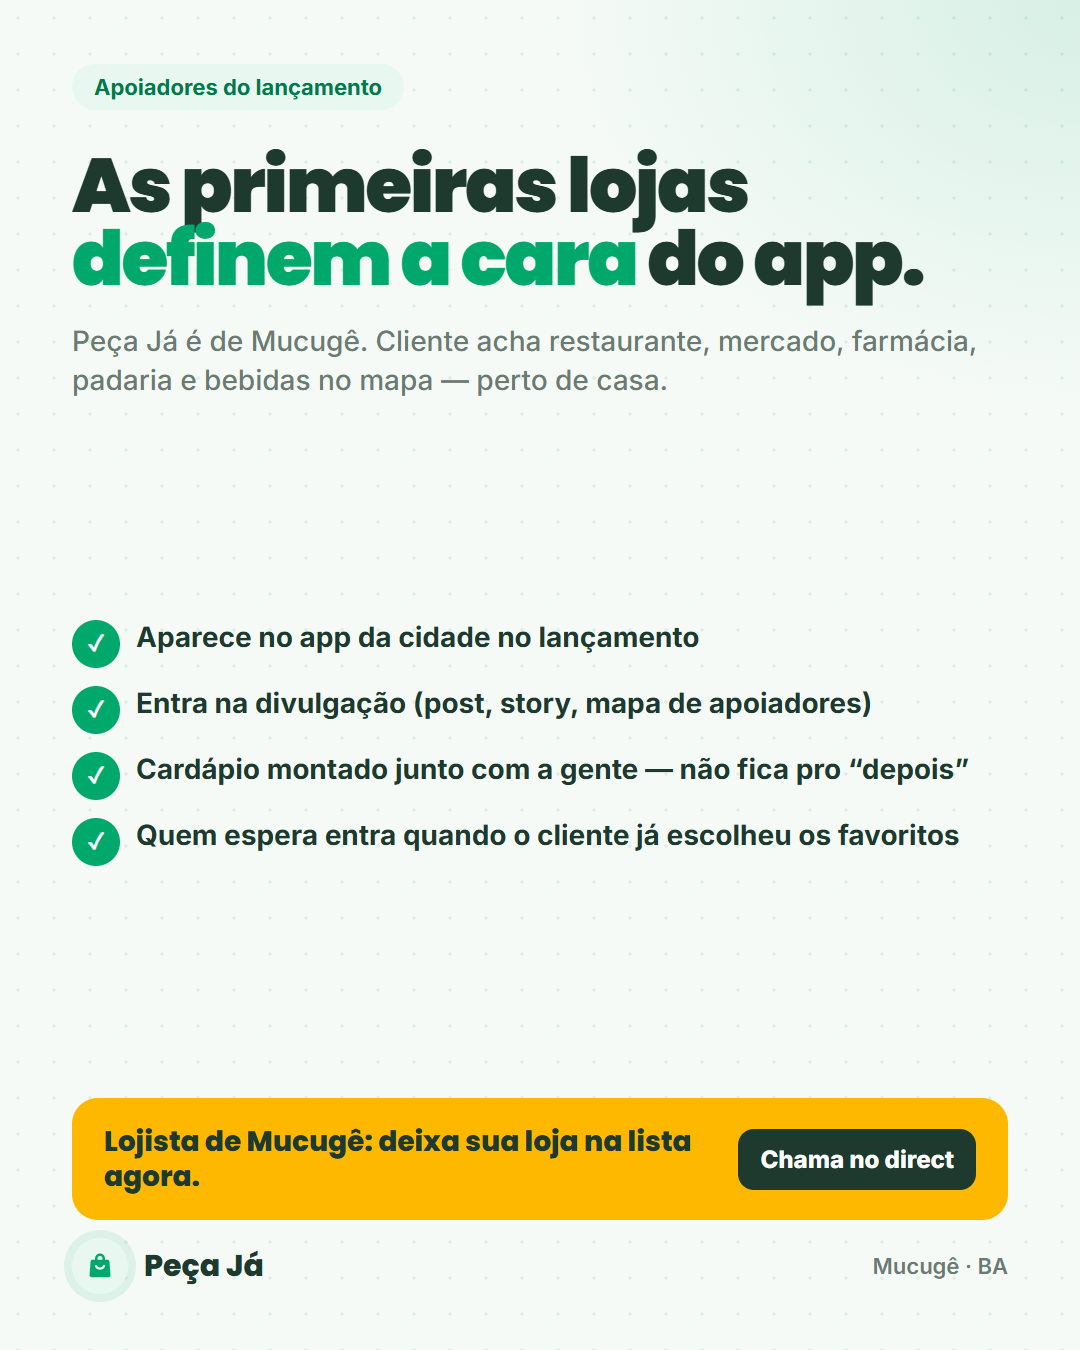 Apoiadores do lançamento
As primeiras lojas
definem a cara do app.
Peça Já é de Mucugê. Cliente acha restaurante, mercado, farmácia,
padaria e bebidas no mapa — perto de casa.
✓ Aparece no app da cidade no lançamento
✓ Entra na divulgação (post, story, mapa de apoiadores)
✓ Cardápio montado junto com a gente — não fica pro “depois”
✓ Quem espera entra quando o cliente já escolheu os favoritos
Lojista de Mucugê: deixa sua loja na lista
agora.
Chama no direct
Peça Já
Mucugê · BA